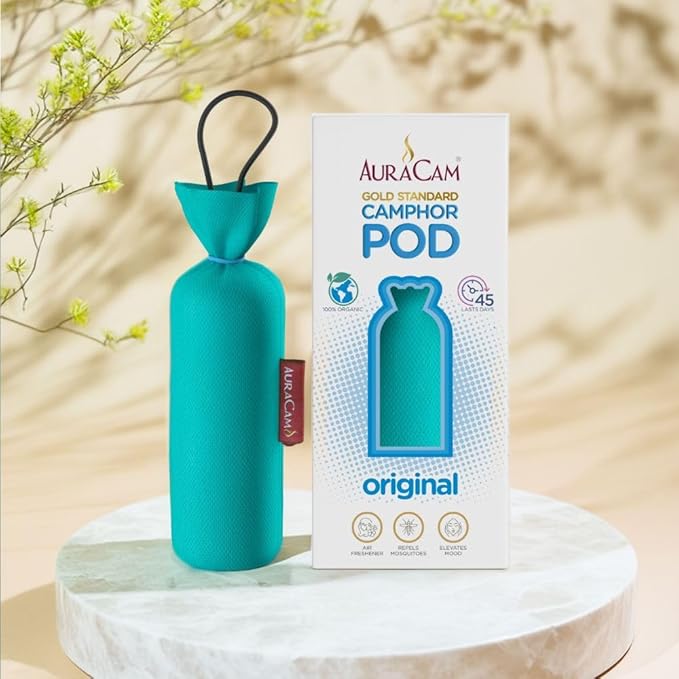 AURACAM®
GOLD STANDARD
CAMPHOR
POD
100% ORGANIC
45
LASTS DAYS
AURACAM
original
AIR
FRESHENER
REPELS
MOSQUITOES
ELEVATES
MOOD